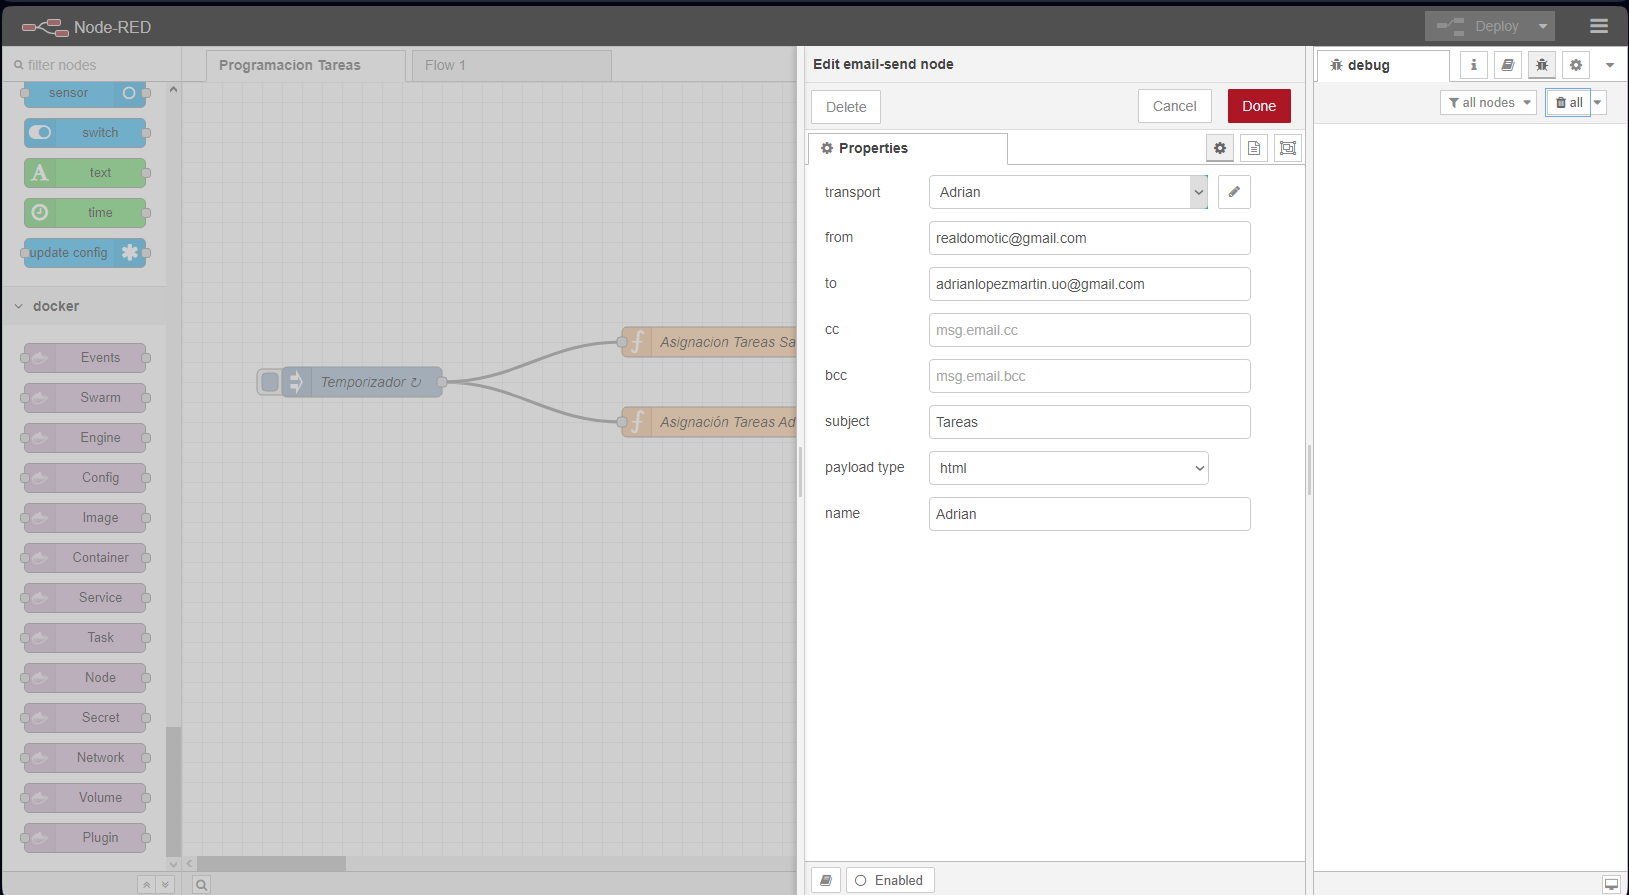 Node-RED
Deploy
filter nodes
Programacion Tareas
Flow 1
sensor
switch
text
time
update config
docker
Events
Swarm
Engine
Config
Image
Container
Service
Task
Node
Secret
Network
Volume
Plugin
Temporizador ↻
Asignacion Tareas Sa
Asignación Tareas Ad
Edit email-send node
Delete
Cancel
Done
Properties
transport
Adrian
from
realdomotic@gmail.com
to
adrianlopezmartin.uo@gmail.com
cc
msg.email.cc
bcc
msg.email.bcc
subject
Tareas
payload type
html
name
Adrian
Enabled
debug
all nodes
all